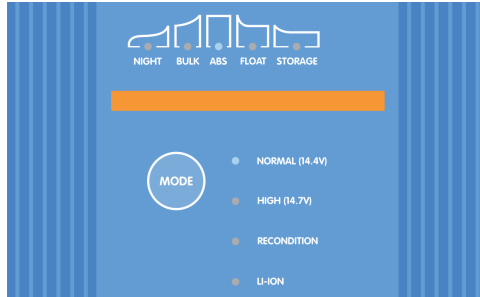 NIGHT BULK ABS FLOAT STORAGE
MODE
NORMAL (14.4V)
HIGH (14.7V)
RECONDITION
LI-ION